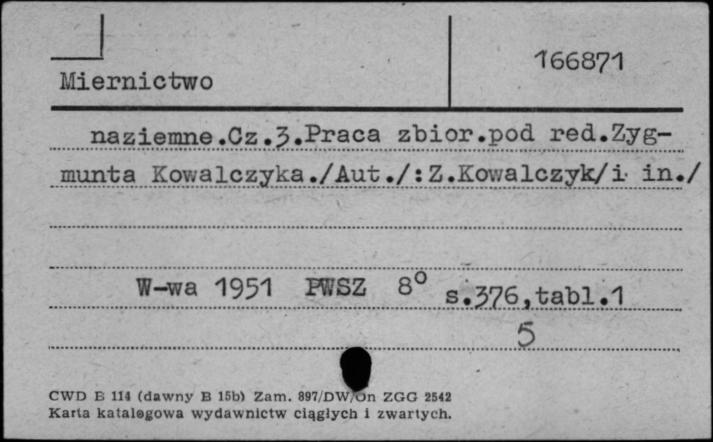 166871
Miernictwo
naziemne.Cz.3.Praca zbior.pod red.Zyg-
munta Kowalczyka./Aut./:Z.Kowalczyk/i in./
W-wa 1951 PWSZ 8° s.376,tabl.1
5
CWD B 114 (dawny B 15b) Zam. 897/DW/On ZGG 2542
Karta katalogowa wydawnictw ciągłych i zwartych.